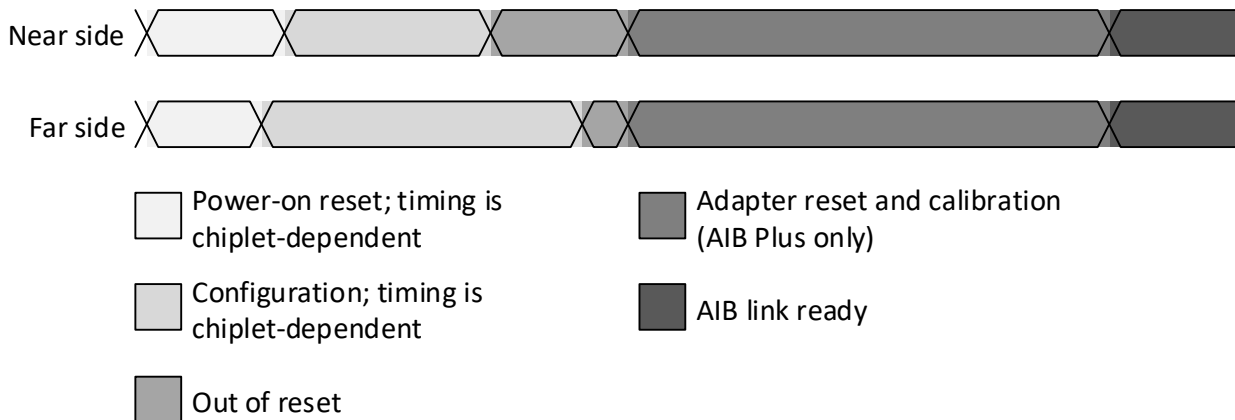 Near side
Far side
Power-on reset; timing is
chiplet-dependent
Configuration; timing is
chiplet-dependent
Out of reset
Adapter reset and calibration
(AIB Plus only)
AIB link ready